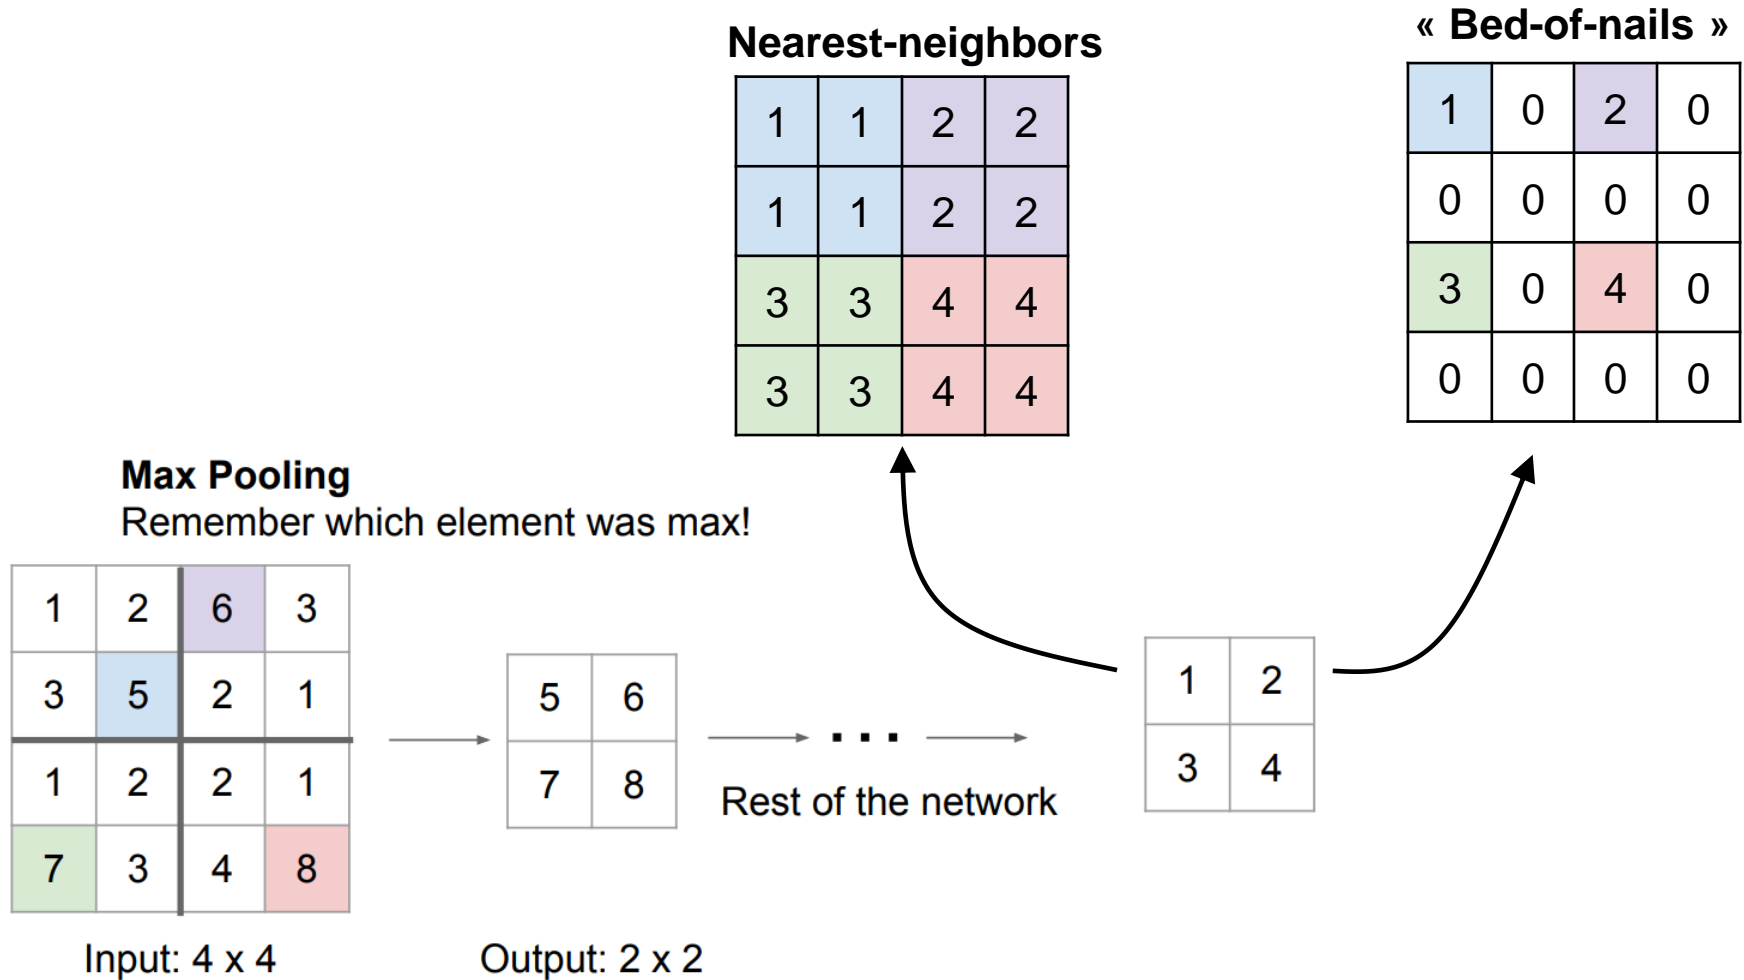 « Bed-of-nails »
Nearest-neighbors
1 1 2 2
1 1 2 2
3 3 4 4
3 3 4 4
1 0 2 0
0 0 0 0
3 0 4 0
0 0 0 0
Max Pooling
Remember which element was max!
1 2 6 3
3 5 2 1
1 2 2 1
7 3 4 8
5 6
7 8
. . .
Rest of the network
1 2
3 4
Input: 4 x 4
Output: 2 x 2